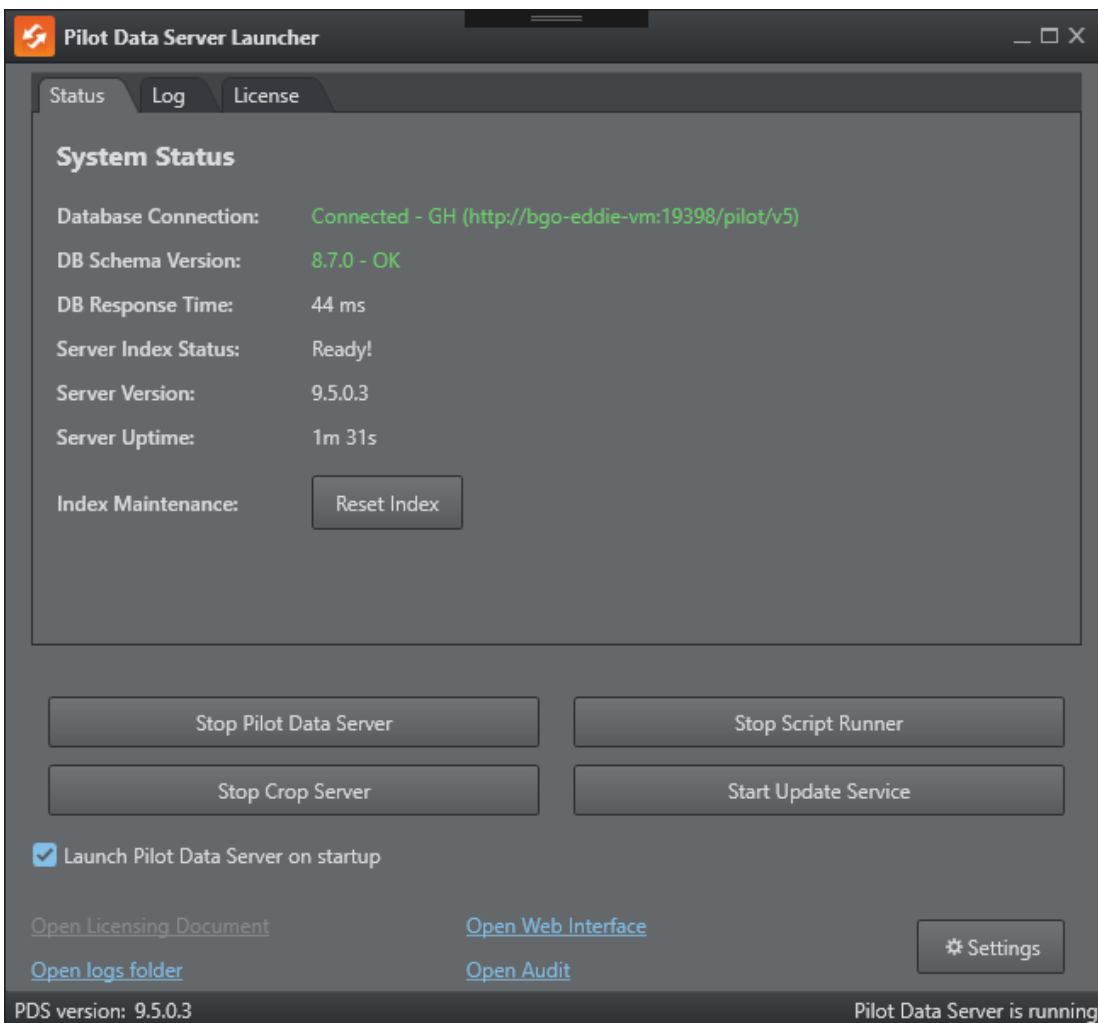 Pilot Data Server Launcher
Status Log License
System Status
Database Connection: Connected - GH (http://bgo-eddie-vm:19398/pilot/v5)
DB Schema Version: 8.7.0 - OK
DB Response Time: 44 ms
Server Index Status: Ready!
Server Version: 9.5.0.3
Server Uptime: 1m 31s
Index Maintenance: Reset Index
Stop Pilot Data Server Stop Script Runner
Stop Crop Server Start Update Service
Launch Pilot Data Server on startup
Open Licensing Document Open Web Interface
Settings
Open logs folder Open Audit
PDS version: 9.5.0.3 Pilot Data Server is running